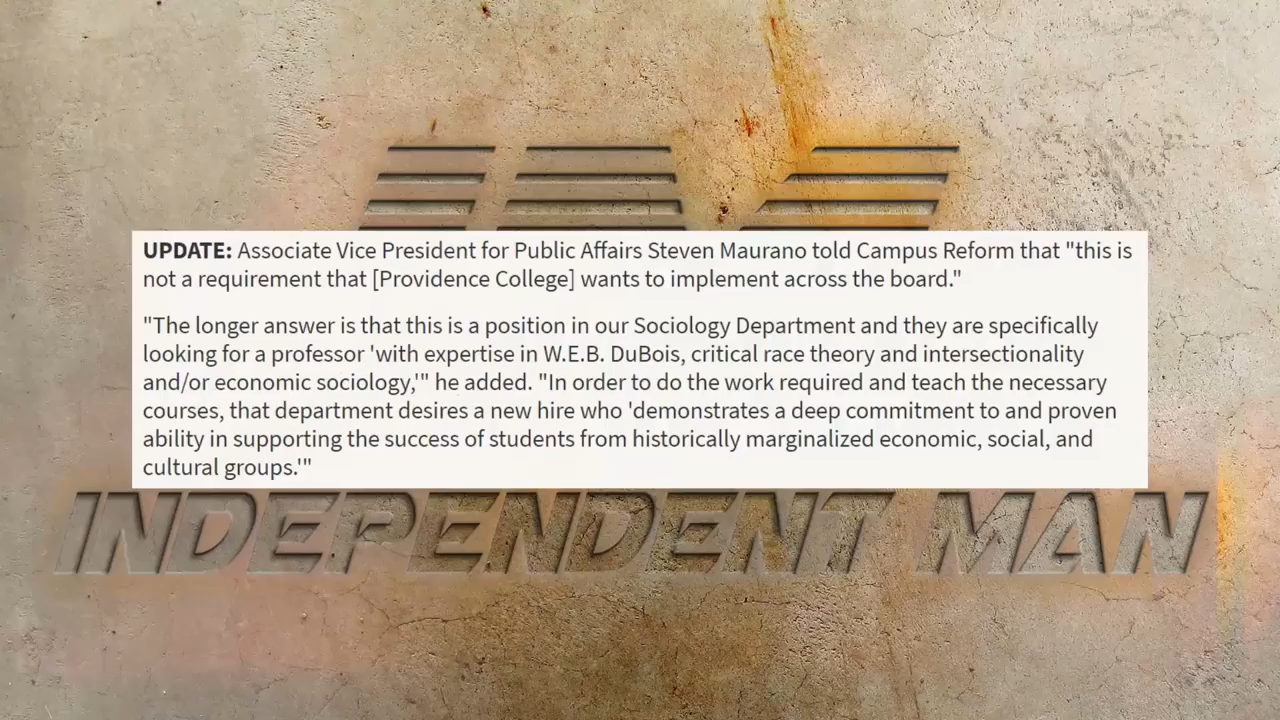 UPDATE: Associate Vice President for Public Affairs Steven Maurano told Campus Reform that "this is
not a requirement that [Providence College] wants to implement across the board."
"The longer answer is that this is a position in our Sociology Department and they are specifically
looking for a professor 'with expertise in W.E.B. DuBois, critical race theory and intersectionality
and/or economic sociology,'" he added. "In order to do the work required and teach the necessary
courses, that department desires a new hire who 'demonstrates a deep commitment to and proven
ability in supporting the success of students from historically marginalized economic, social, and
cultural groups.'"
INDEPENDENT MAN